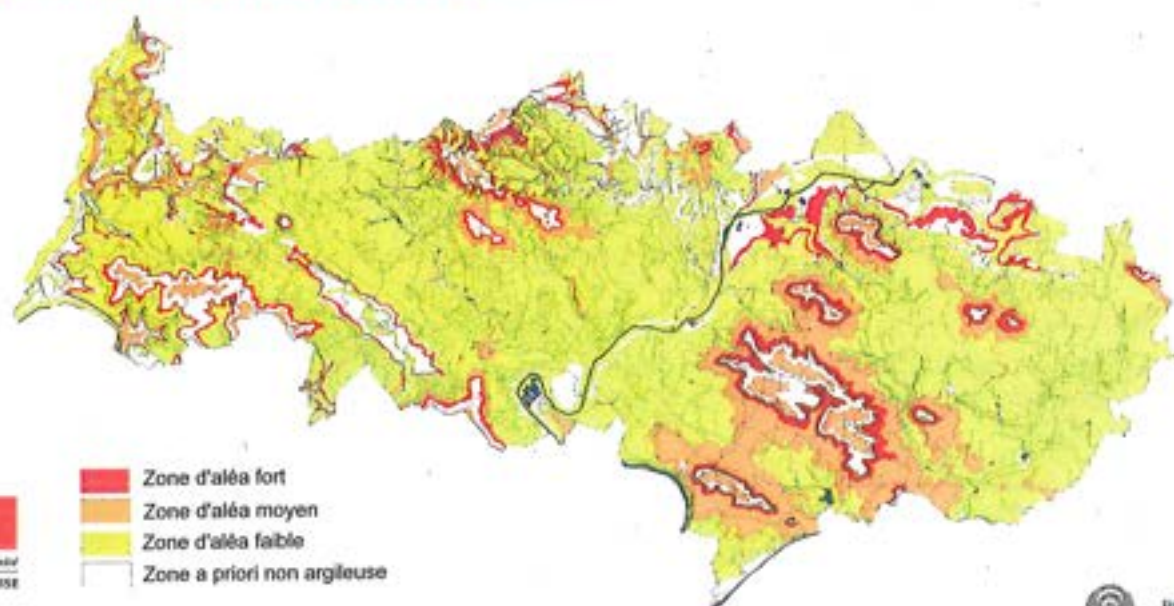 Zone d'aléa fort
Zone d'aléa moyen
Zone d'aléa faible
Zone a priori non argileuse